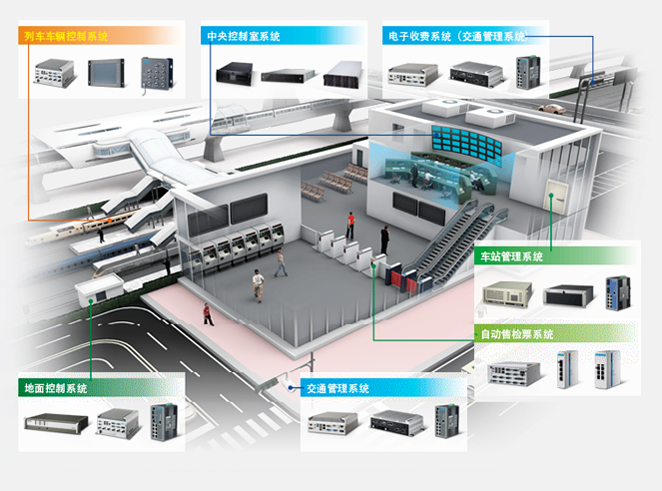 列车车辆控制系统
中央控制室系统
电子收费系统（交通管理系统）
车站管理系统
自动售检票系统
地面控制系统
交通管理系统